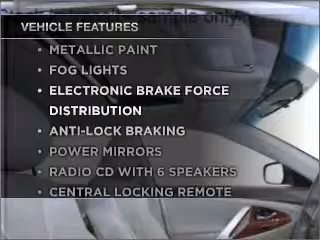 VEHICLE FEATURES
• METALLIC PAINT
• FOG LIGHTS
• ELECTRONIC BRAKE FORCE
DISTRIBUTION
• ANTI-LOCK BRAKING
• POWER MIRRORS
• RADIO CD WITH 6 SPEAKERS
• CENTRAL LOCKING REMOTE